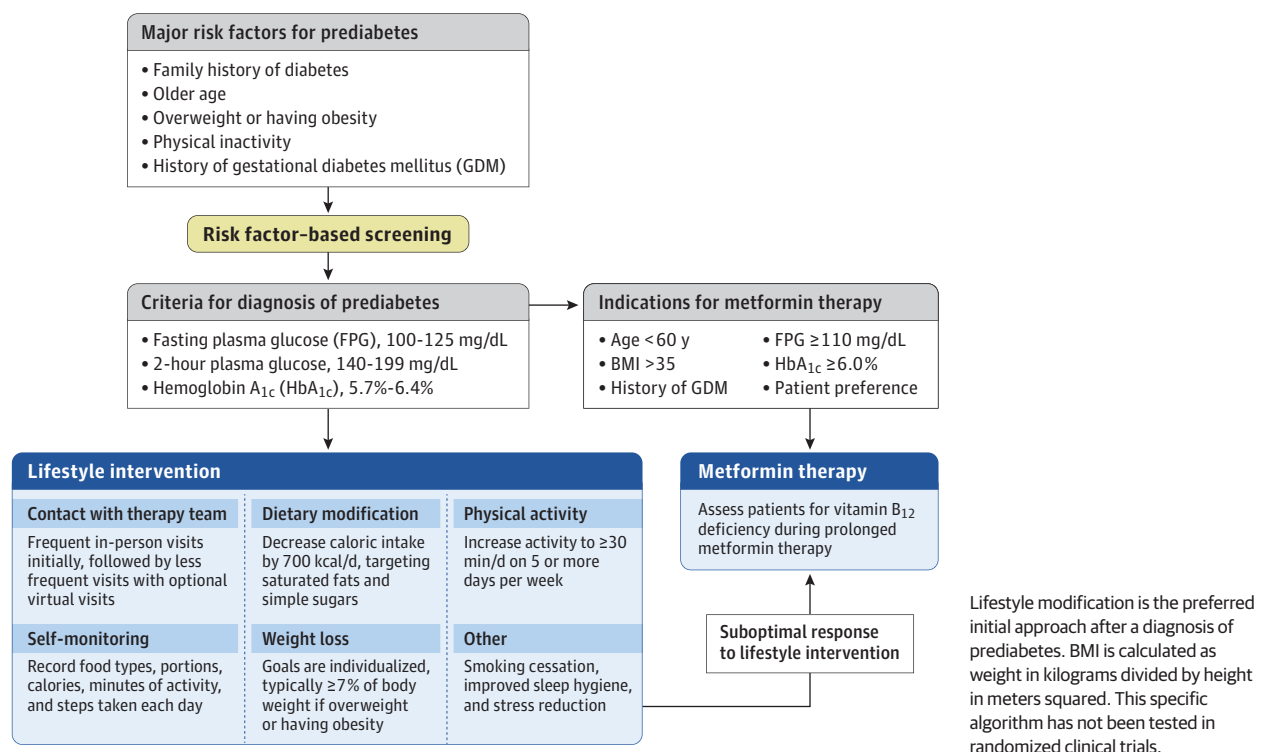 Major risk factors for prediabetes
• Family history of diabetes
• Older age
• Overweight or having obesity
• Physical inactivity
• History of gestational diabetes mellitus (GDM)
Risk factor–based screening
Criteria for diagnosis of prediabetes
• Fasting plasma glucose (FPG), 100-125 mg/dL
• 2-hour plasma glucose, 140-199 mg/dL
• Hemoglobin A1c (HbA1c), 5.7%-6.4%
Indications for metformin therapy
• Age <60 y
• BMI >35
• History of GDM
• FPG ≥110 mg/dL
• HbA1c ≥6.0%
• Patient preference
Lifestyle intervention
Contact with therapy team
Frequent in-person visits
initially, followed by less
frequent visits with optional
virtual visits
Dietary modification
Decrease caloric intake
by 700 kcal/d, targeting
saturated fats and
simple sugars
Physical activity
Increase activity to ≥30
min/d on 5 or more
days per week
Self-monitoring
Record food types, portions,
calories, minutes of activity,
and steps taken each day
Weight loss
Goals are individualized,
typically ≥7% of body
weight if overweight
or having obesity
Other
Smoking cessation,
improved sleep hygiene,
and stress reduction
Metformin therapy
Assess patients for vitamin B12
deficiency during prolonged
metformin therapy
Suboptimal response
to lifestyle intervention
Lifestyle modification is the preferred
initial approach after a diagnosis of
prediabetes. BMI is calculated as
weight in kilograms divided by height
in meters squared. This specific
algorithm has not been tested in
randomized clinical trials.